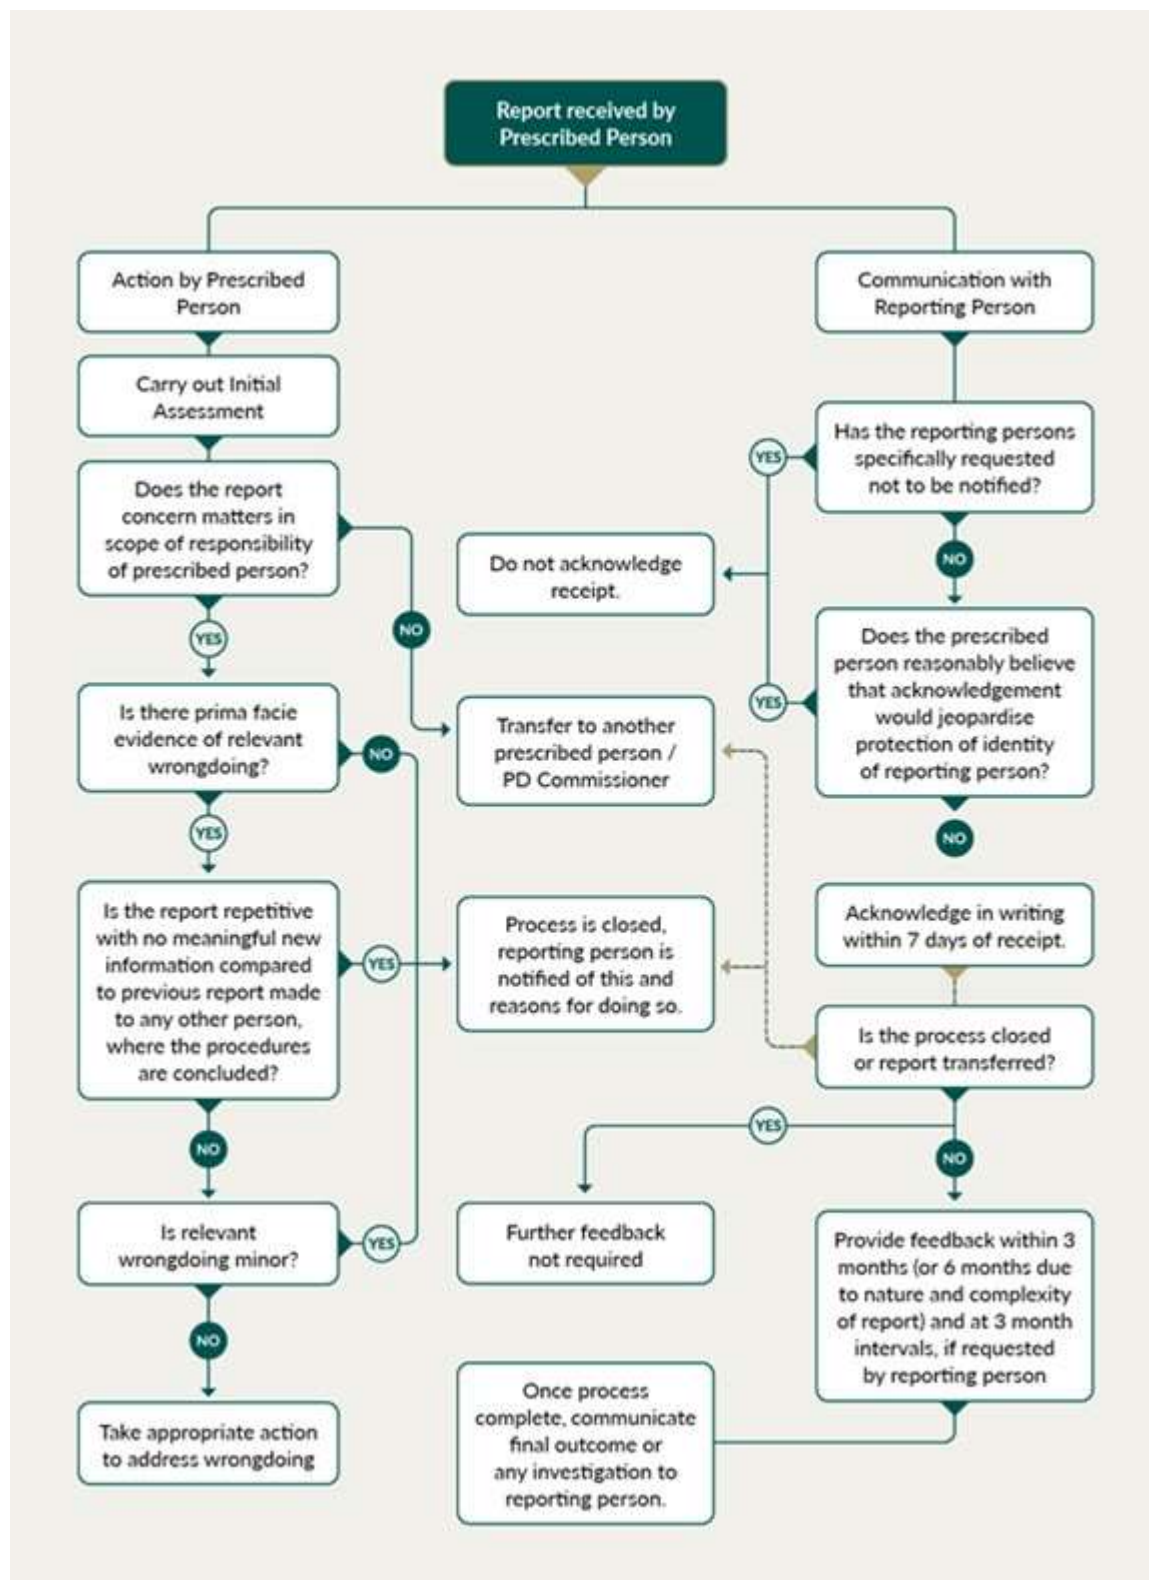 Report received by
Prescribed Person
Action by Prescribed
Person
Communication with
Reporting Person
Carry out Initial
Assessment
Has the reporting persons
specifically requested
not to be notified?
YES
NO
Does the report
concern matters in
scope of responsibility
of prescribed person?
NO
YES
Do not acknowledge
receipt.
Does the prescribed
person reasonably believe
that acknowledgement
would jeopardise
protection of identity
of reporting person?
YES
NO
Is there prima facie
evidence of relevant
wrongdoing?
NO
YES
Transfer to another
prescribed person /
PD Commissioner
Is the report repetitive
with no meaningful new
information compared
to previous report made
to any other person,
where the procedures
are concluded?
YES
NO
Process is closed,
reporting person is
notified of this and
reasons for doing so.
Acknowledge in writing
within 7 days of receipt.
Is the process closed
or report transferred?
YES
NO
Is relevant
wrongdoing minor?
YES
NO
Further feedback
not required
Provide feedback within 3
months (or 6 months due
to nature and complexity
of report) and at 3 month
intervals, if requested
by reporting person
Take appropriate action
to address wrongdoing
Once process
complete, communicate
final outcome or
any investigation to
reporting person.